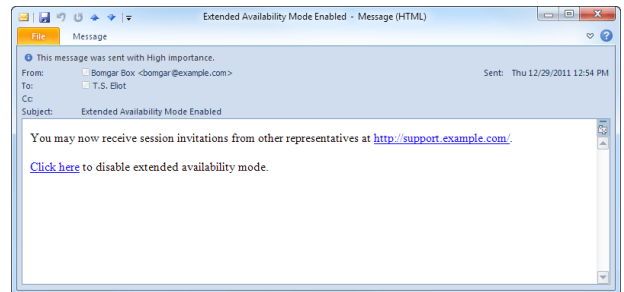 Extended Availability Mode Enabled - Message (HTML)
File Message
This message was sent with High importance.
From: Bomgar Box <bomgar@example.com> Sent: Thu 12/29/2011 12:54 PM
To: T.S. Eliot
Cc:
Subject: Extended Availability Mode Enabled
You may now receive session invitations from other representatives at http://support.example.com/.
Click here to disable extended availability mode.